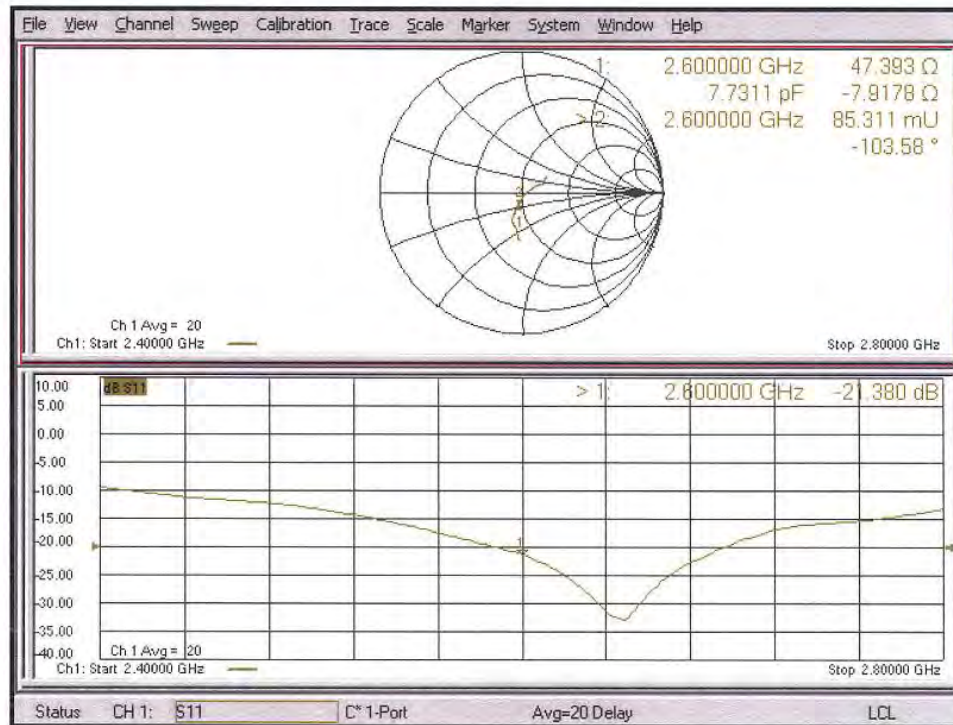 File View Channel Sweep Calibration Trace Scale Marker System Window Help
1: 2.600000 GHz 47.393 Ω
7.7311 pF -7.9178 Ω
> 2: 2.600000 GHz 85.311 mU
-103.58 °
1
Ch 1 Avg = 20
Ch1: Start 2.40000 GHz Stop 2.80000 GHz
10.00 dB S11 > 1: 2.600000 GHz -21.380 dB
5.00
0.00
-5.00
-10.00
-15.00
-20.00 1
-25.00
-30.00
-35.00
-40.00 Ch 1 Avg = 20
Ch1: Start 2.40000 GHz Stop 2.80000 GHz
Status CH 1: S11 C* 1-Port Avg=20 Delay LCL